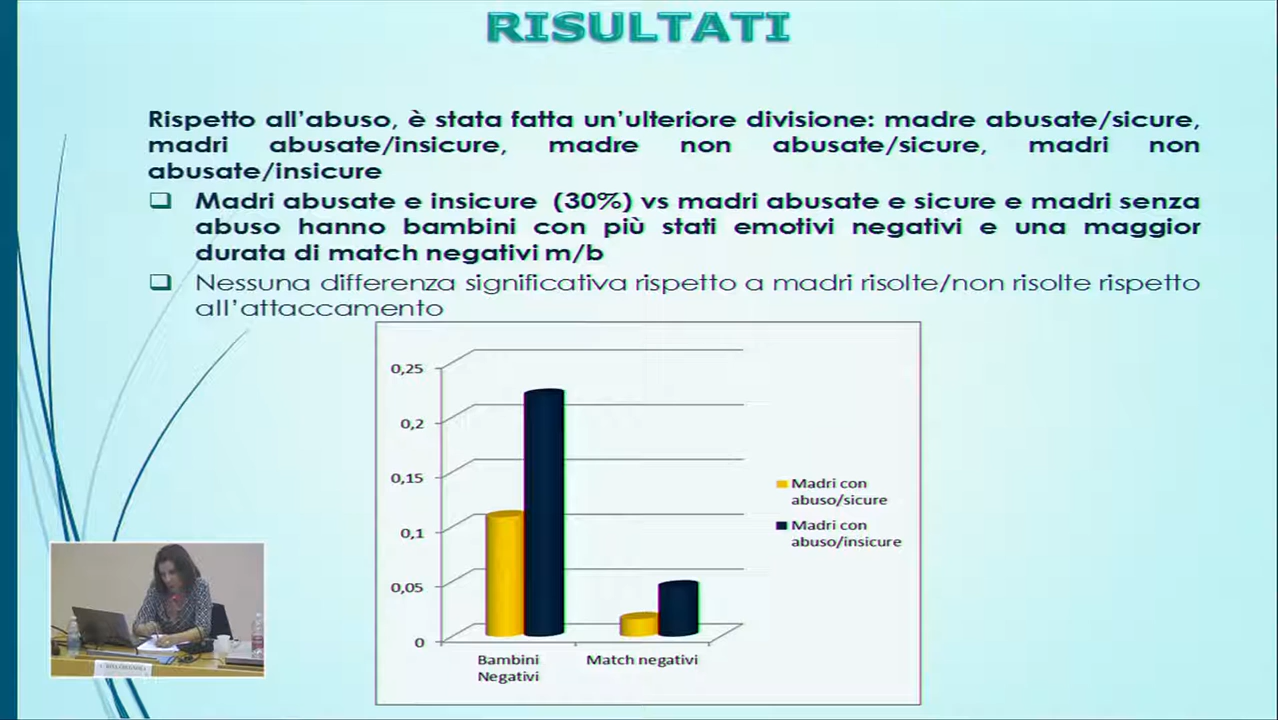 RISULTATI
Rispetto all'abuso, è stata fatta un'ulteriore divisione: madre abusate/sicure,
madri abusate/insicure, madre non abusate/sicure, madri non
abusate/insicure
Madri abusate e insicure (30%) vs madri abusate e sicure e madri senza
abuso hanno bambini con più stati emotivi negativi e una maggior
durata di match negativi m/b
Nessuna differenza significativa rispetto a madri risolte/non risolte rispetto
all'attaccamento
0,25
0,2
0,15
0,1
0,05
0
Bambini
Negativi
Match negativi
Madri con
abuso/sicure
Madri con
abuso/insicure